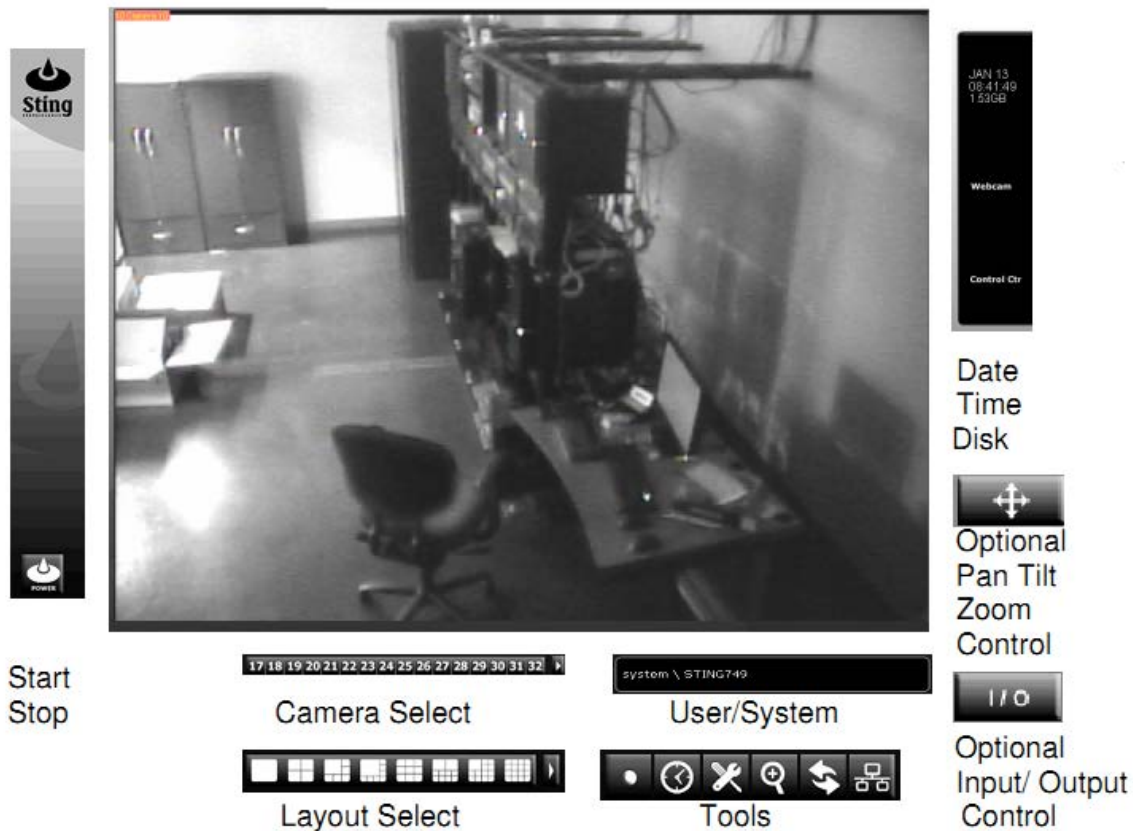 Sting
JAN 13
08:41:49
1.53GB
Webcam
Control Ctr
Date
Time
Disk
Optional
Pan Tilt
Zoom
Control
POWER
Start
Stop
17 18 19 20 21 22 23 24 25 26 27 28 29 30 31 32
Camera Select
system \ STING749
User/System
I / O
Optional
Input/ Output
Control
Layout Select
Tools